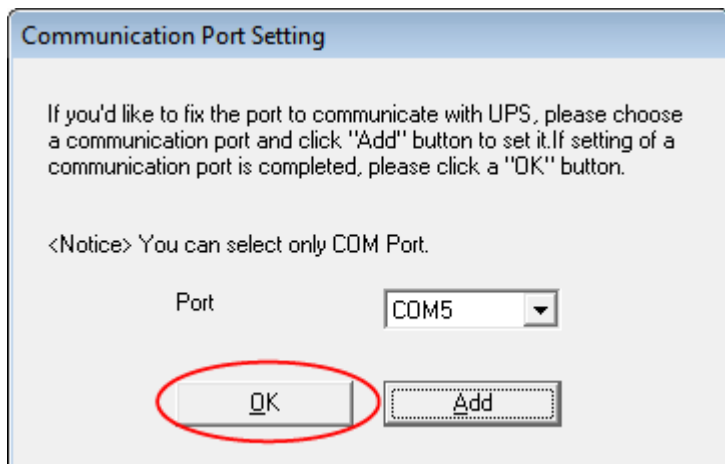 Communication Port Setting
If you'd like to fix the port to communicate with UPS, please choose
a communication port and click "Add" button to set it.If setting of a
communication port is completed, please click a "OK" button.
<Notice> You can select only COM Port.
Port COM5
OK Add